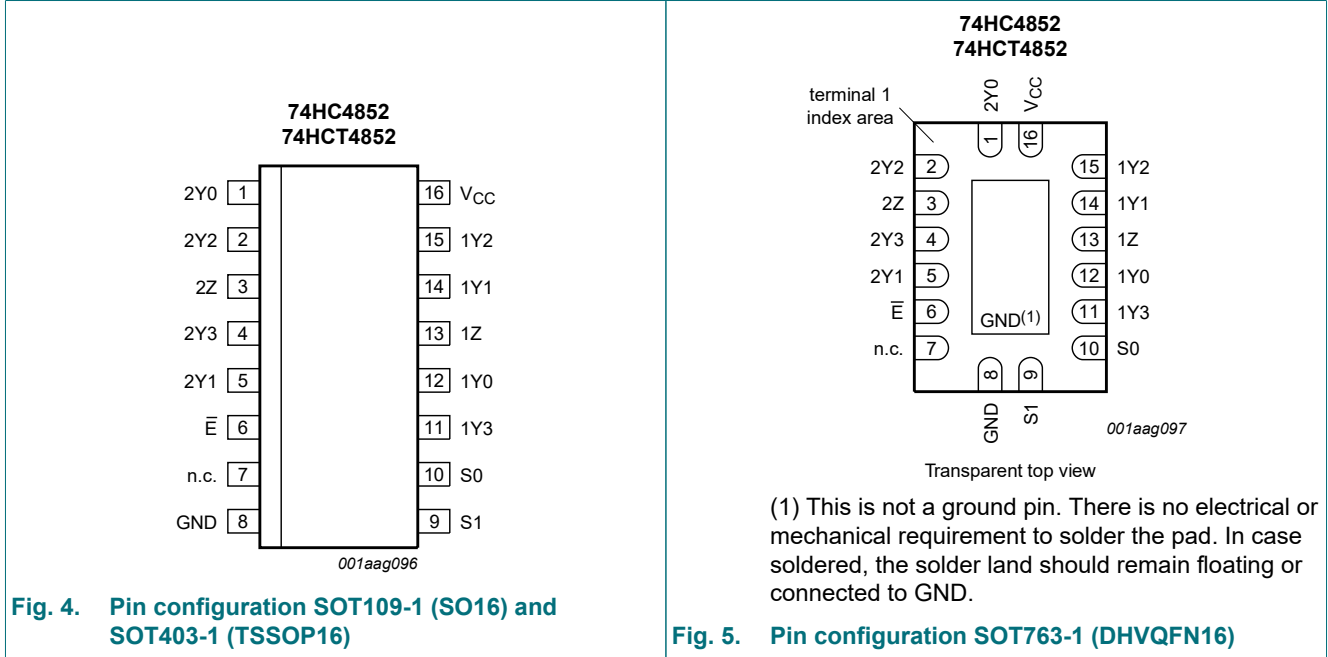 74HC4852
74HCT4852
2Y0 1
16 VCC
2Y2 2
15 1Y2
2Z 3
14 1Y1
2Y3 4
13 1Z
2Y1 5
12 1Y0
E̅ 6
11 1Y3
n.c. 7
10 S0
GND 8
9 S1
001aag096
Fig. 4. Pin configuration SOT109-1 (SO16) and
SOT403-1 (TSSOP16)
74HC4852
74HCT4852
terminal 1
index area
2Y0
VCC
1
16
2Y2 2
15 1Y2
2Z 3
14 1Y1
2Y3 4
13 1Z
2Y1 5
12 1Y0
E̅ 6
11 1Y3
GND(1)
n.c. 7
10 S0
8
9
GND
S1
001aag097
Transparent top view
(1) This is not a ground pin. There is no electrical or
mechanical requirement to solder the pad. In case
soldered, the solder land should remain floating or
connected to GND.
Fig. 5. Pin configuration SOT763-1 (DHVQFN16)